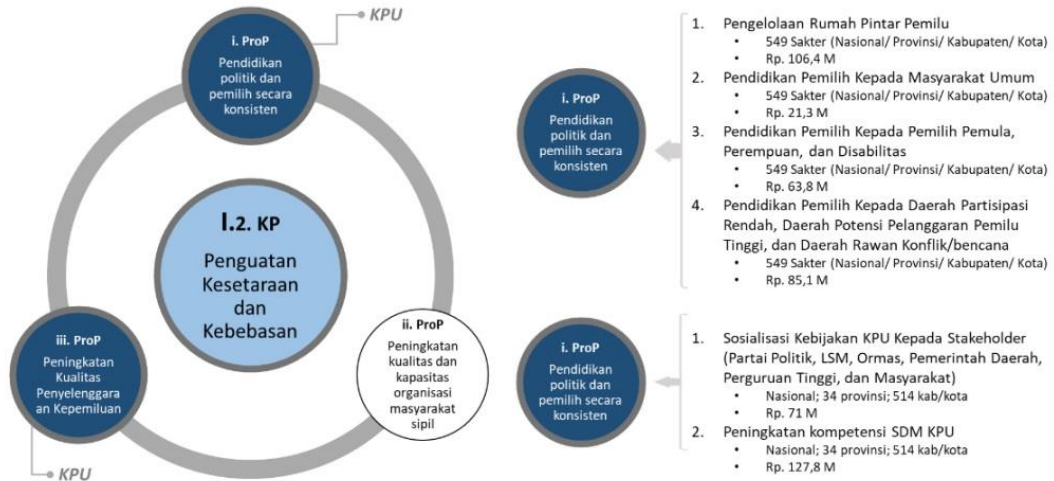 KPU
i. ProP
Pendidikan
politik dan
pemilih secara
konsisten
I.2. KP
Penguatan
Kesetaraan
dan
Kebebasan
iii. ProP
Peningkatan
Kualitas
Penyelenggara
an Kepemiluan
KPU
ii. ProP
Peningkatan
kualitas dan
kapasitas
organisasi
masyarakat
sipil
i. ProP
Pendidikan
politik dan
pemilih secara
konsisten
1. Pengelolaan Rumah Pintar Pemilu
• 549 Sakter (Nasional/ Provinsi/ Kabupaten/ Kota)
• Rp. 106,4 M
2. Pendidikan Pemilih Kepada Masyarakat Umum
• 549 Sakter (Nasional/ Provinsi/ Kabupaten/ Kota)
• Rp. 21,3 M
3. Pendidikan Pemilih Kepada Pemilih Pemula,
Perempuan, dan Disabilitas
• 549 Sakter (Nasional/ Provinsi/ Kabupaten/ Kota)
• Rp. 63,8 M
4. Pendidikan Pemilih Kepada Daerah Partisipasi
Rendah, Daerah Potensi Pelanggaran Pemilu
Tinggi, dan Daerah Rawan Konflik/bencana
• 549 Sakter (Nasional/ Provinsi/ Kabupaten/ Kota)
• Rp. 85,1 M
i. ProP
Pendidikan
politik dan
pemilih secara
konsisten
1. Sosialisasi Kebijakan KPU Kepada Stakeholder
(Partai Politik, LSM, Ormas, Pemerintah Daerah,
Perguruan Tinggi, dan Masyarakat)
• Nasional; 34 provinsi; 514 kab/kota
• Rp. 71 M
2. Peningkatan kompetensi SDM KPU
• Nasional; 34 provinsi; 514 kab/kota
• Rp. 127,8 M